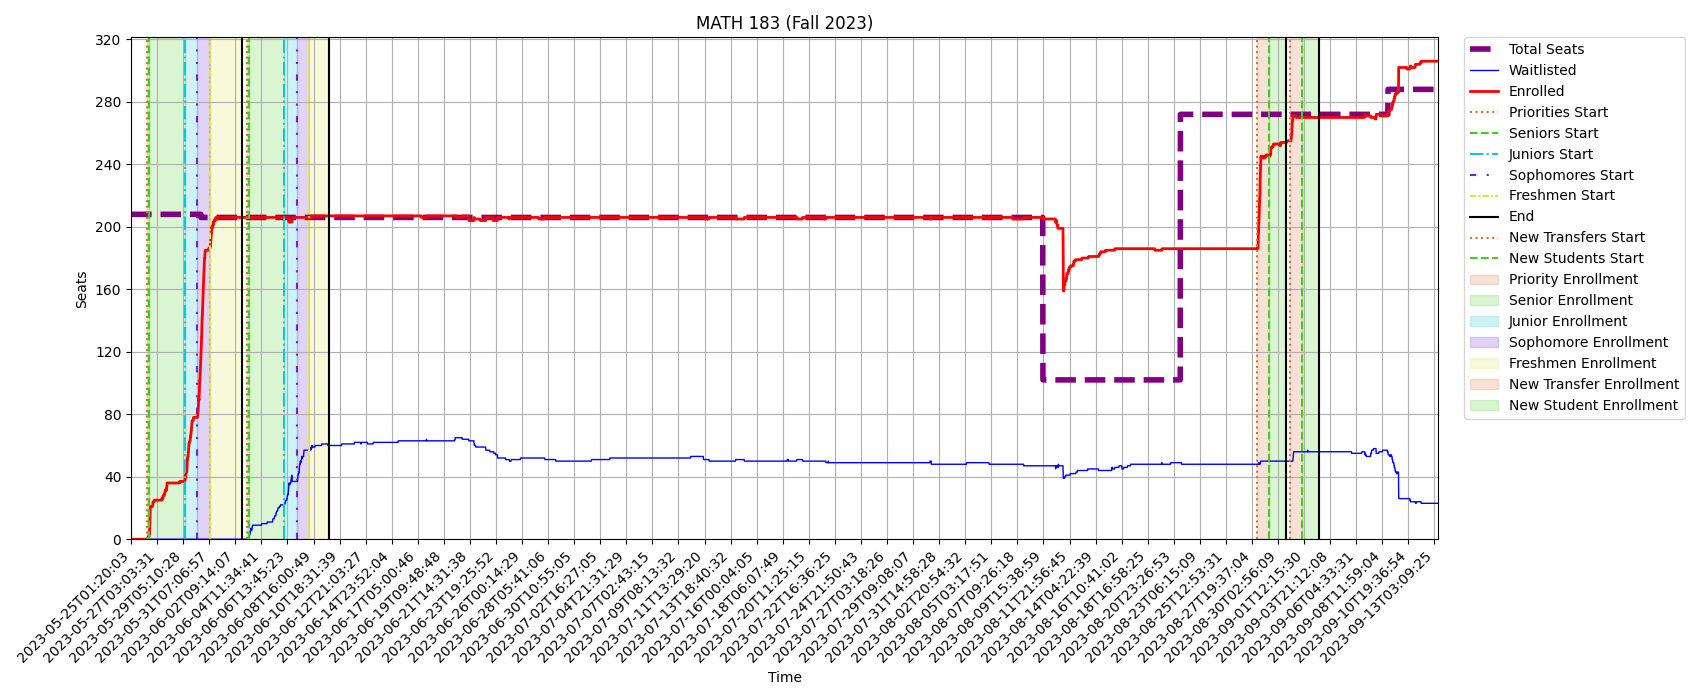 MATH 183 (Fall 2023)
Seats
320
280
240
200
160
120
80
40
0
2023-05-25T01:20:03
2023-05-27T03:03:31
2023-05-29T05:10:28
2023-05-31T07:06:57
2023-06-02T09:14:07
2023-06-04T11:34:41
2023-06-06T13:45:23
2023-06-08T16:00:49
2023-06-10T18:31:39
2023-06-12T21:03:27
2023-06-14T23:52:04
2023-06-17T05:00:46
2023-06-19T09:48:48
2023-06-21T14:31:38
2023-06-23T19:25:52
2023-06-26T00:14:29
2023-06-28T05:41:06
2023-06-30T10:55:05
2023-07-02T16:27:05
2023-07-04T21:31:29
2023-07-07T02:43:15
2023-07-09T08:13:32
2023-07-11T13:29:20
2023-07-13T18:40:32
2023-07-16T00:04:05
2023-07-18T06:07:49
2023-07-20T11:25:15
2023-07-22T16:36:25
2023-07-24T21:50:43
2023-07-27T03:18:26
2023-07-29T09:08:07
2023-07-31T14:58:28
2023-08-02T20:54:32
2023-08-05T03:17:51
2023-08-07T09:26:18
2023-08-09T15:38:59
2023-08-11T21:56:45
2023-08-14T04:22:39
2023-08-16T10:41:02
2023-08-18T16:58:25
2023-08-20T23:26:53
2023-08-23T06:15:09
2023-08-25T12:53:31
2023-08-27T19:37:04
2023-08-30T02:56:09
2023-09-01T12:15:30
2023-09-03T21:12:08
2023-09-06T04:33:31
2023-09-08T11:59:04
2023-09-10T19:36:54
2023-09-13T03:09:25
Time
Total Seats
Waitlisted
Enrolled
Priorities Start
Seniors Start
Juniors Start
Sophomores Start
Freshmen Start
End
New Transfers Start
New Students Start
Priority Enrollment
Senior Enrollment
Junior Enrollment
Sophomore Enrollment
Freshmen Enrollment
New Transfer Enrollment
New Student Enrollment